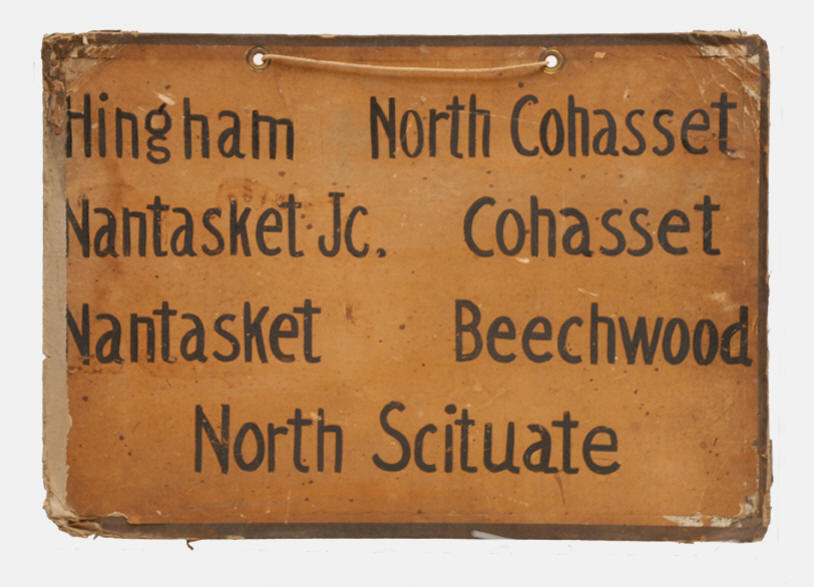 Hingham North Cohasset
Nantasket Jc. Cohasset
Nantasket Beechwood
North Scituate